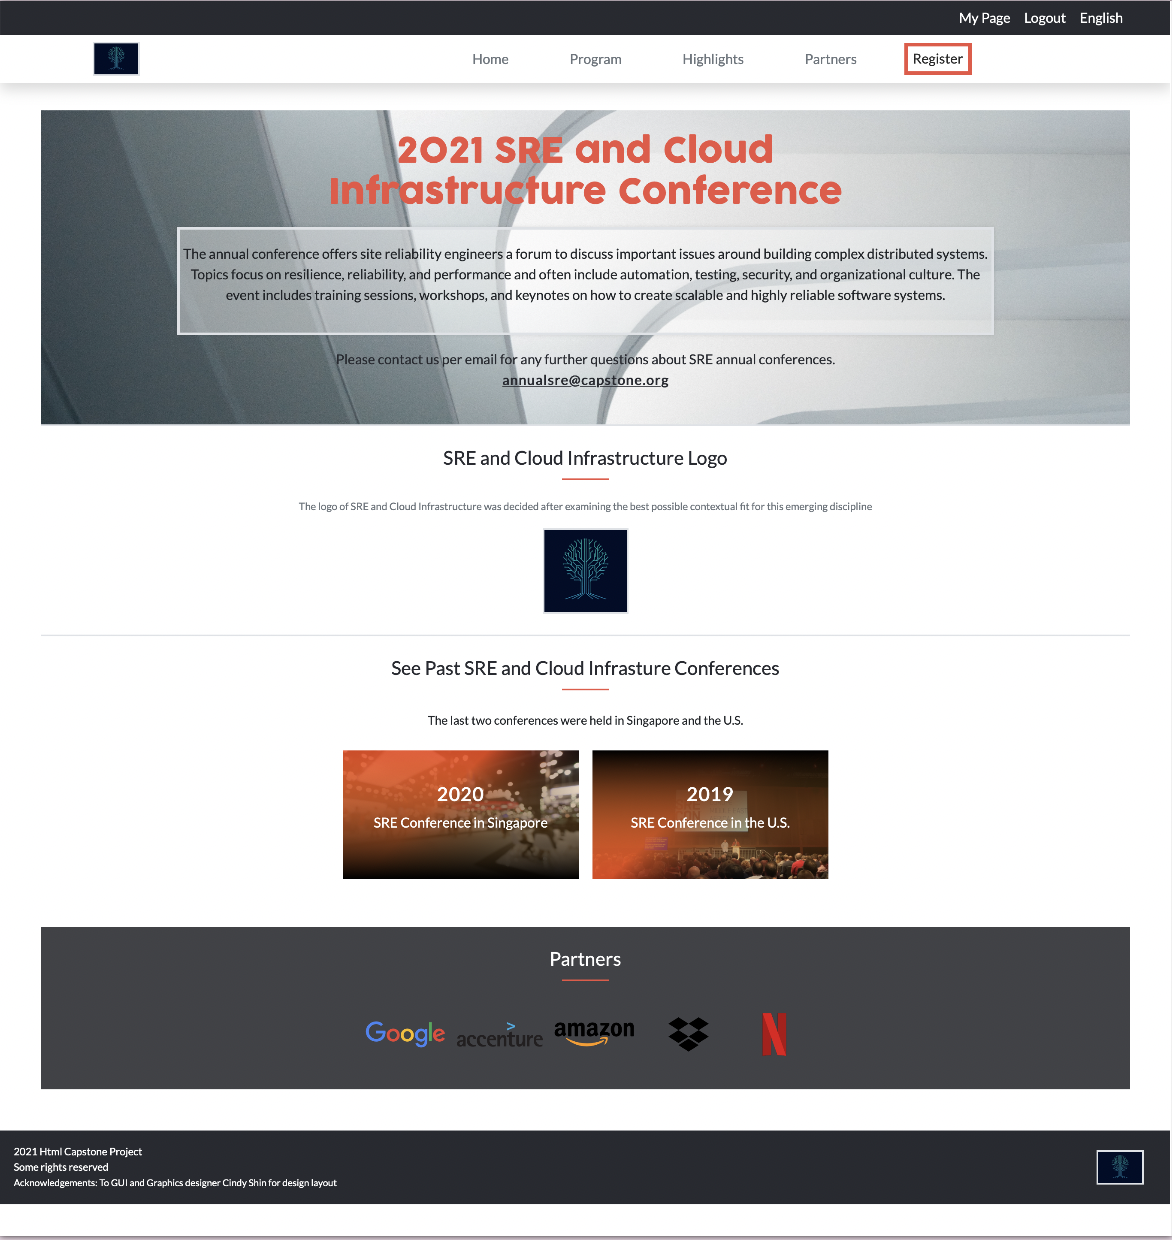 My Page Logout English
Home Program Highlights Partners Register
2021 SRE and Cloud
Infrastructure Conference
The annual conference offers site reliability engineers a forum to discuss important issues around building complex distributed systems.
Topics focus on resilience, reliability, and performance and often include automation, testing, security, and organizational culture. The
event includes training sessions, workshops, and keynotes on how to create scalable and highly reliable software systems.
Please contact us per email for any further questions about SRE annual conferences.
annualsre@capstone.org
SRE and Cloud Infrastructure Logo
The logo of SRE and Cloud Infrastructure was decided after examining the best possible contextual fit for this emerging discipline
See Past SRE and Cloud Infrasture Conferences
The last two conferences were held in Singapore and the U.S.
2020
SRE Conference in Singapore
2019
SRE Conference in the U.S.
Partners
Google accenture amazon N
2021 Html Capstone Project
Some rights reserved
Acknowledgements: To GUI and Graphics designer Cindy Shin for design layout